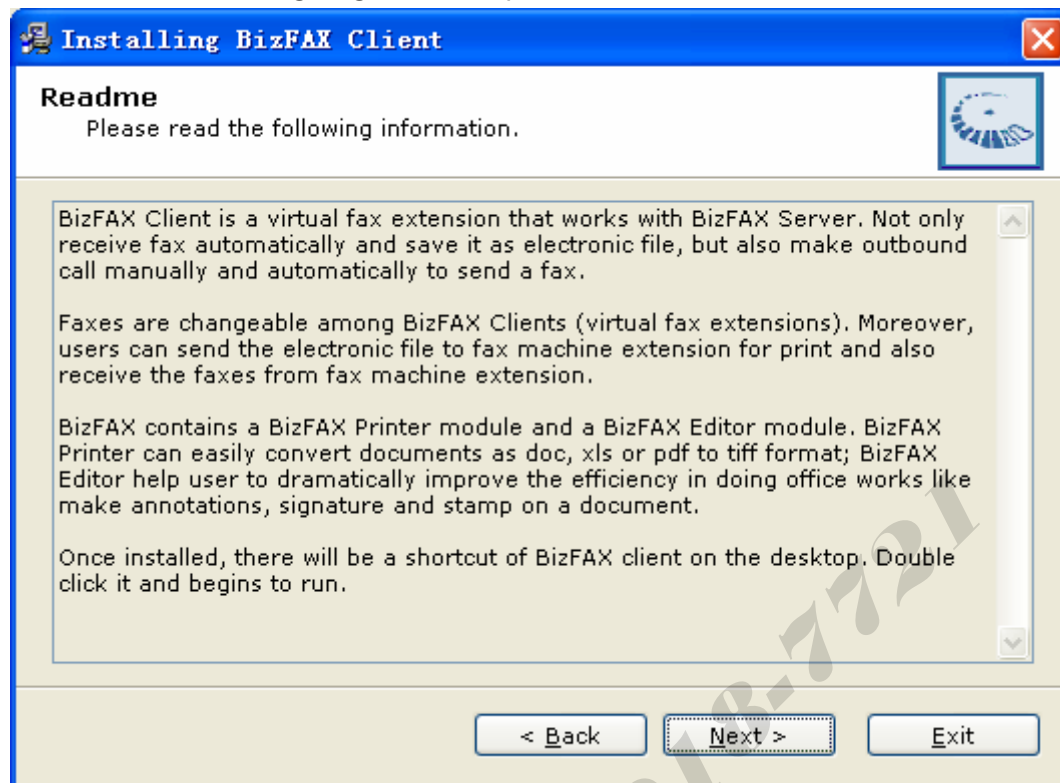 Installing BizFAX Client
Readme
Please read the following information.
BizFAX Client is a virtual fax extension that works with BizFAX Server. Not only
receive fax automatically and save it as electronic file, but also make outbound
call manually and automatically to send a fax.
Faxes are changeable among BizFAX Clients (virtual fax extensions). Moreover,
users can send the electronic file to fax machine extension for print and also
receive the faxes from fax machine extension.
BizFAX contains a BizFAX Printer module and a BizFAX Editor module. BizFAX
Printer can easily convert documents as doc, xls or pdf to tiff format; BizFAX
Editor help user to dramatically improve the efficiency in doing office works like
make annotations, signature and stamp on a document.
Once installed, there will be a shortcut of BizFAX client on the desktop. Double
click it and begins to run.
< Back
Next >
Exit
18-7721